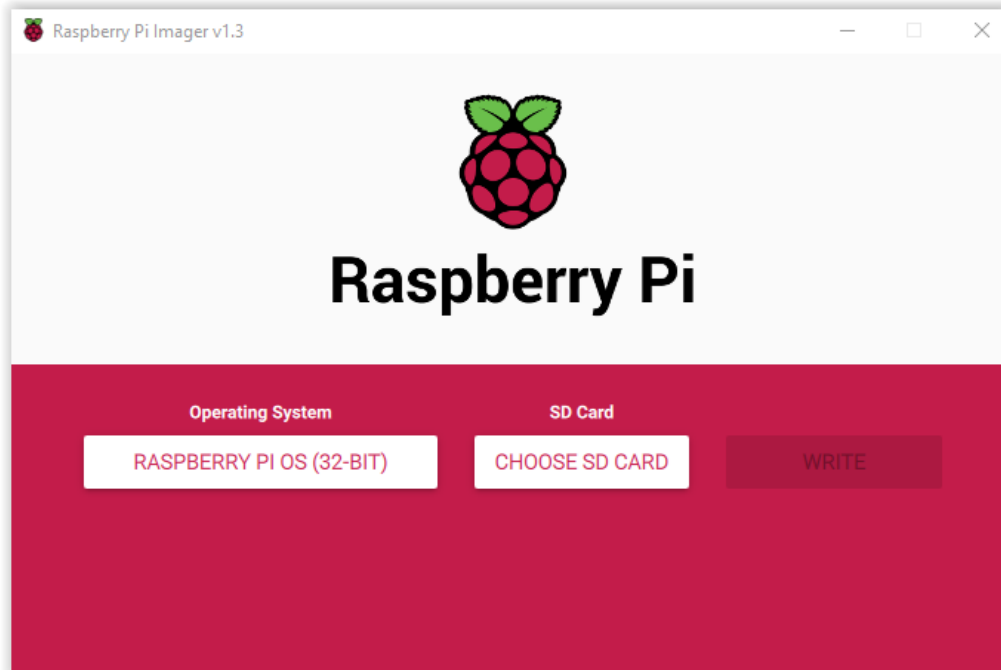 Raspberry Pi Imager v1.3
Raspberry Pi
Operating System
SD Card
RASPBERRY PI OS (32-BIT)
CHOOSE SD CARD
WRITE